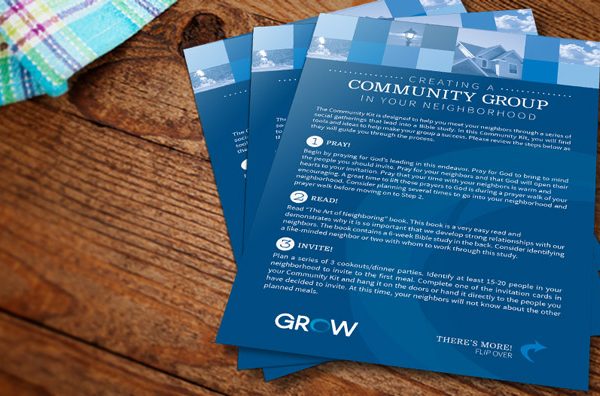 CREATING A
COMMUNITY GROUP
IN YOUR NEIGHBORHOOD
The Community Kit is designed to help you meet your neighbors through a series of
social gatherings that lead into a Bible study. In this Community Kit, you will find
tools and ideas to help make your group a success. Please review the steps below as
they will guide you through the process.
1 PRAY!
Begin by praying for God's leading in this endeavor. Pray for God to bring to mind
the people you should invite. Pray for your neighbors and that God will open their
hearts to your invitation. Pray that your time with your neighbors is warm and
encouraging. A great time to lift these prayers to God is during a prayer walk of your
neighborhood. Consider planning several times to go into your neighborhood and
prayer walk before moving on to Step 2.
2 READ!
Read "The Art of Neighboring" book. This book is a very easy read and
demonstrates why it is so important that we develop strong relationships with our
neighbors. The book contains a 6-week Bible study in the back. Consider identifying
a like-minded neighbor or two with whom to work through this study.
3 INVITE!
Plan a series of 3 cookouts/dinner parties. Identify at least 15-20 people in your
neighborhood to invite to the first meal. Complete one of the invitation cards in
your Community Kit and hang it on the doors or hand it directly to the people you
have decided to invite. At this time, your neighbors will not know about the other
planned meals.
GROW
THERE'S MORE!
FLIP OVER